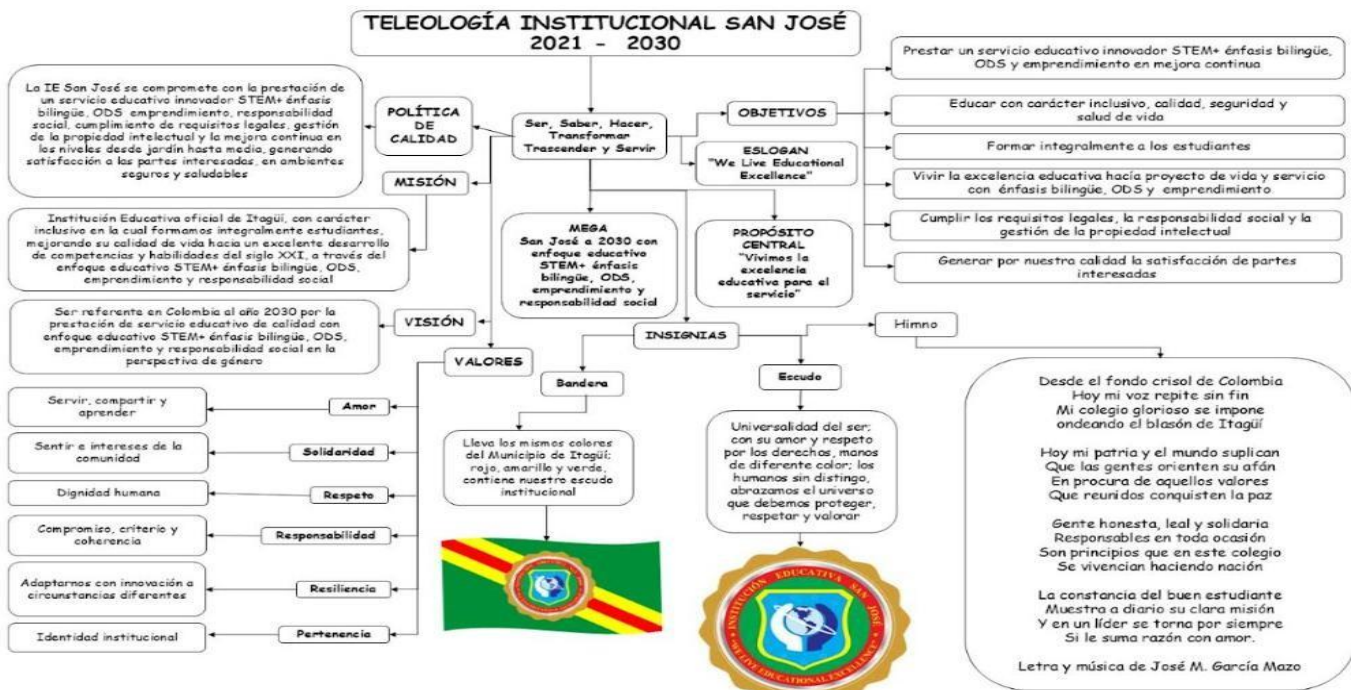 TELEOLOGÍA INSTITUCIONAL SAN JOSÉ
2021 - 2030
La IE San José se compromete con la prestación de
un servicio educativo innovador STEM+ énfasis
bilingüe, ODS emprendimiento, responsabilidad
social, cumplimiento de requisitos legales, gestión
de la propiedad intelectual y la mejora continua en
los niveles desde jardín hasta media, generando
satisfacción a las partes interesadas, en ambientes
seguros y saludables
POLÍTICA
DE
CALIDAD
Ser, Saber, Hacer,
Transformar
Trascender y Servir
OBJETIVOS
ESLOGAN
"We Live Educational
Excellence"
Prestar un servicio educativo innovador STEM+ énfasis bilingüe,
ODS y emprendimiento en mejora continua
Educar con carácter inclusivo, calidad, seguridad y
salud de vida
Formar integralmente a los estudiantes
Vivir la excelencia educativa hacía proyecto de vida y servicio
con énfasis bilingüe, ODS y emprendimiento
Cumplir los requisitos legales, la responsabilidad social y la
gestión de la propiedad intelectual
Generar por nuestra calidad la satisfacción de partes
interesadas
MISIÓN
Institución Educativa oficial de Itagüí, con carácter
inclusivo en la cual formamos integralmente estudiantes,
mejorando su calidad de vida hacia un excelente desarrollo
de competencias y habilidades del siglo XXI, a través del
enfoque educativo STEM+ énfasis bilingüe, ODS,
emprendimiento y responsabilidad social
MEGA
San José a 2030 con
enfoque educativo
STEM+ énfasis
bilingüe, ODS,
emprendimiento y
responsabilidad social
PROPÓSITO
CENTRAL
"Vivimos la
excelencia
educativa para el
servicio"
Ser referente en Colombia al año 2030 por la
prestación de servicio educativo de calidad con
enfoque educativo STEM+ énfasis bilingüe, ODS,
emprendimiento y responsabilidad social en la
perspectiva de género
VISIÓN
VALORES
Servir, compartir y
aprender
Amor
Sentir e intereses de la
comunidad
Solidaridad
Dignidad humana
Respeto
Compromiso, criterio y
coherencia
Responsabilidad
Adaptarnos con innovación a
circunstancias diferentes
Resiliencia
Identidad institucional
Pertenencia
INSIGNIAS
Bandera
Lleva los mismos colores
del Municipio de Itagüí;
rojo, amarillo y verde,
contiene nuestro escudo
institucional
Escudo
Universalidad del ser;
con su amor y respeto
por los derechos, manos
de diferente color; los
humanos sin distingo,
abrazamos el universo
que debemos proteger,
respetar y valorar
INSTITUCIÓN EDUCATIVA SAN JOSÉ
"WE LIVE EDUCATIONAL EXCELLENCE"
Himno
Desde el fondo crisol de Colombia
Hoy mi voz repite sin fin
Mi colegio glorioso se impone
ondeando el blasón de Itagüí
Hoy mi patria y el mundo suplican
Que las gentes orienten su afán
En procura de aquellos valores
Que reunidos conquisten la paz
Gente honesta, leal y solidaria
Responsables en toda ocasión
Son principios que en este colegio
Se vivencian haciendo nación
La constancia del buen estudiante
Muestra a diario su clara misión
Y en un líder se torna por siempre
Si le suma razón con amor.
Letra y música de José M. García Mazo